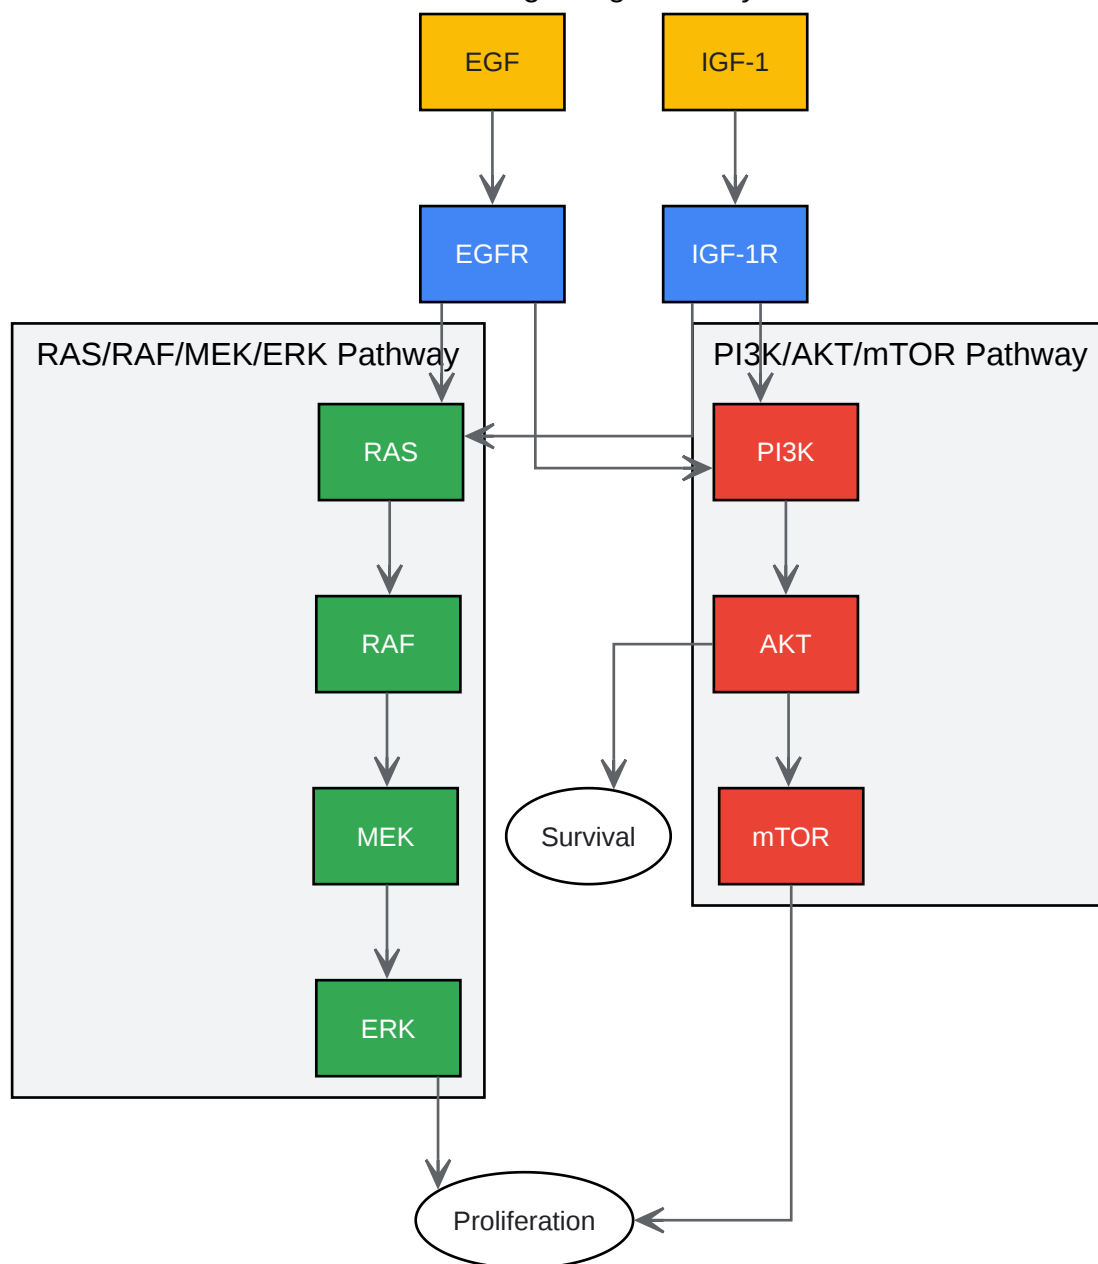 EGF
IGF-1
EGFR
IGF-1R
RAS/RAF/MEK/ERK Pathway
PI3K/AKT/mTOR Pathway
RAS
PI3K
RAF
AKT
MEK
Survival
mTOR
ERK
Proliferation